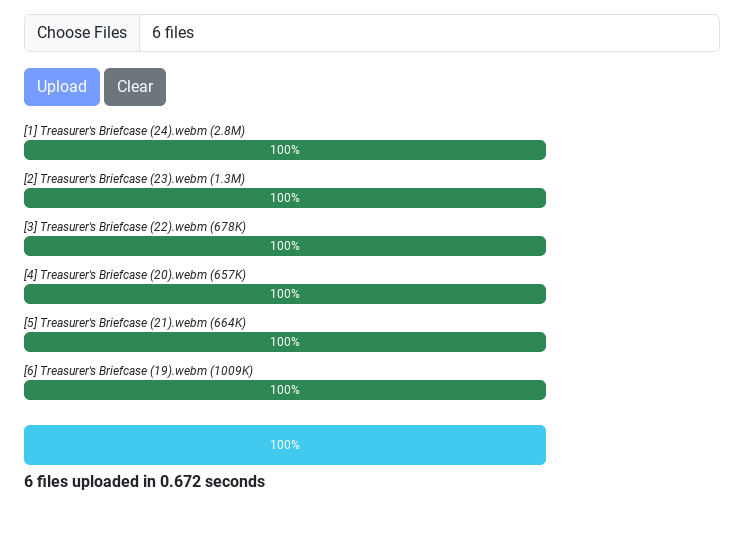 Choose Files 6 files
Upload Clear
[1] Treasurer's Briefcase (24).webm (2.8M)
100%
[2] Treasurer's Briefcase (23).webm (1.3M)
100%
[3] Treasurer's Briefcase (22).webm (678K)
100%
[4] Treasurer's Briefcase (20).webm (657K)
100%
[5] Treasurer's Briefcase (21).webm (664K)
100%
[6] Treasurer's Briefcase (19).webm (1009K)
100%
100%
6 files uploaded in 0.672 seconds